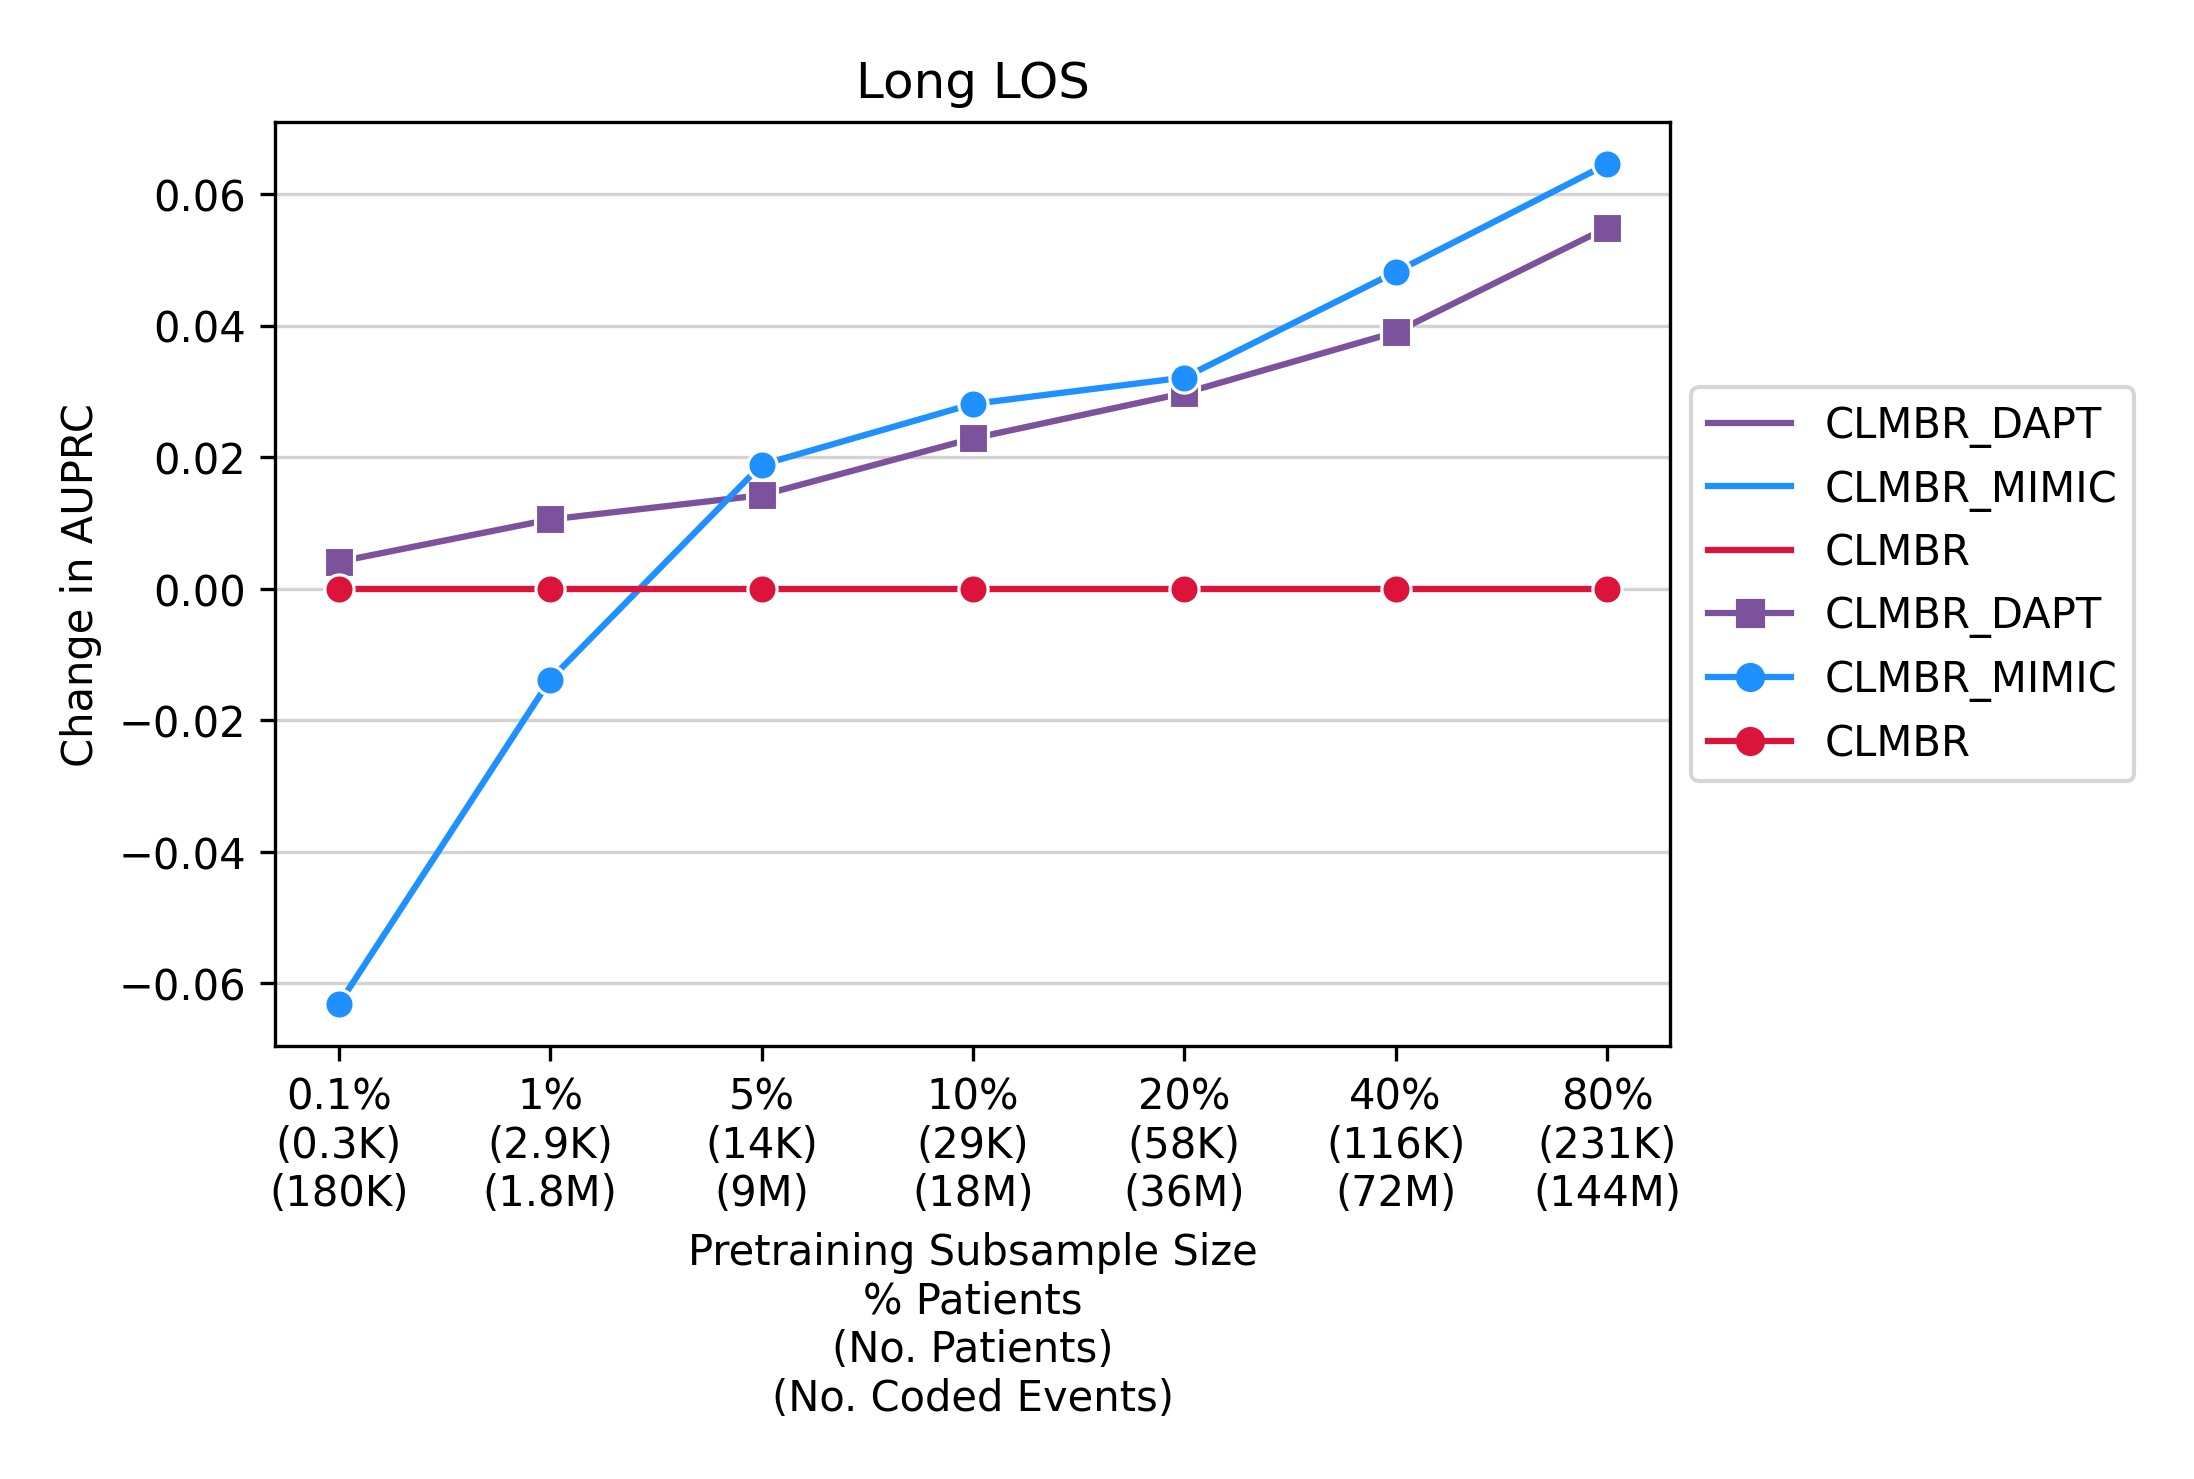 Long LOS
Change in AUPRC
0.06
0.04
0.02
0.00
−0.02
−0.04
−0.06
CLMBR_DAPT
CLMBR_MIMIC
CLMBR
CLMBR_DAPT
CLMBR_MIMIC
CLMBR
0.1% 1% 5% 10% 20% 40% 80%
(0.3K) (2.9K) (14K) (29K) (58K) (116K) (231K)
(180K) (1.8M) (9M) (18M) (36M) (72M) (144M)
Pretraining Subsample Size
% Patients
(No. Patients)
(No. Coded Events)